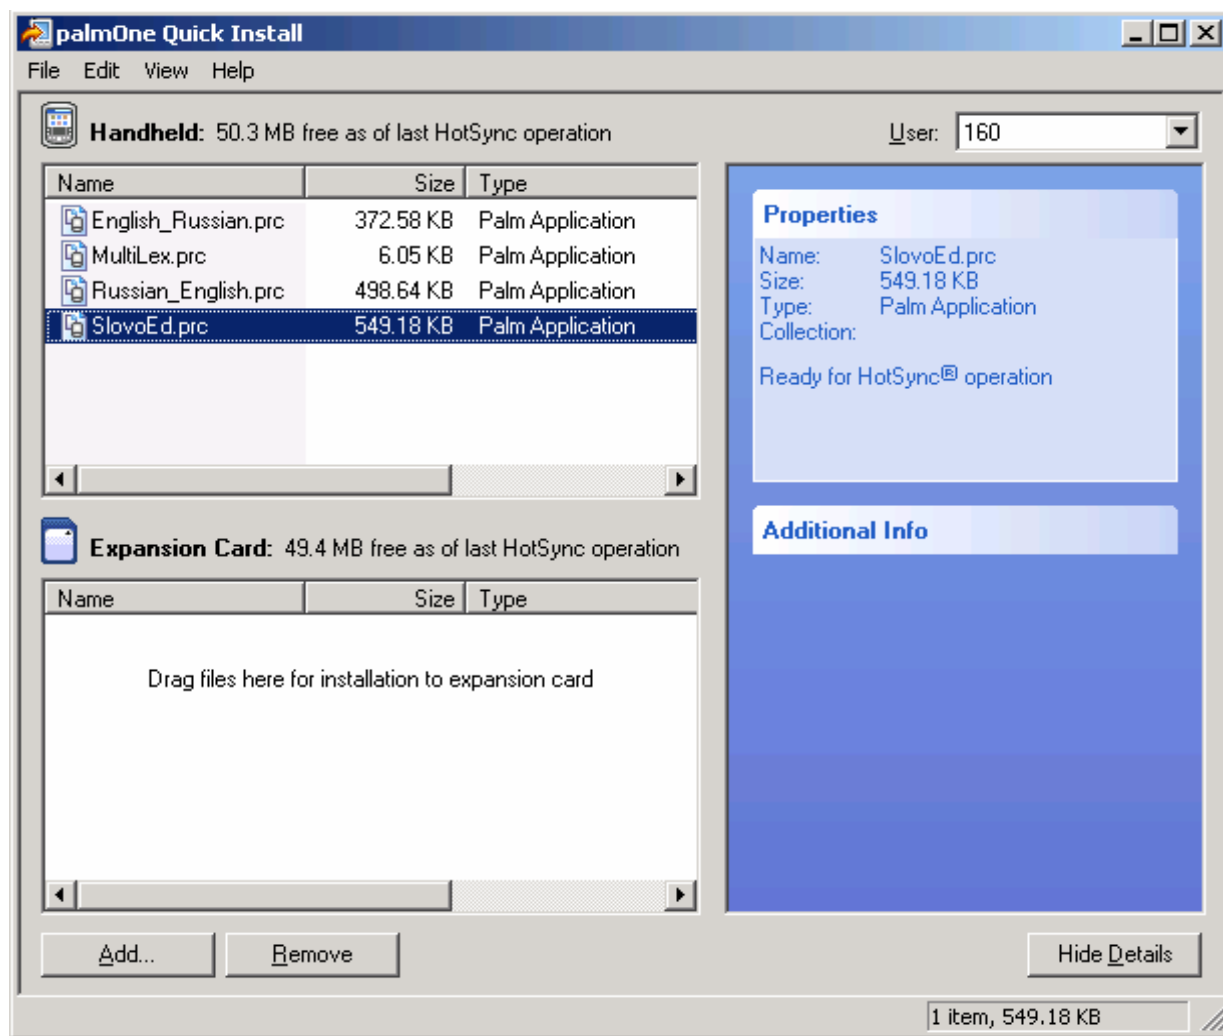 palmOne Quick Install
File Edit View Help
Handheld: 50.3 MB free as of last HotSync operation
User: 160
Name Size Type
English_Russian.prc 372.58 KB Palm Application
MultiLex.prc 6.05 KB Palm Application
Russian_English.prc 498.64 KB Palm Application
SlovoEd.prc 549.18 KB Palm Application
Properties
Name: SlovoEd.prc
Size: 549.18 KB
Type: Palm Application
Collection:
Ready for HotSync® operation
Expansion Card: 49.4 MB free as of last HotSync operation
Additional Info
Name Size Type
Drag files here for installation to expansion card
Add... Remove
Hide Details
1 item, 549.18 KB